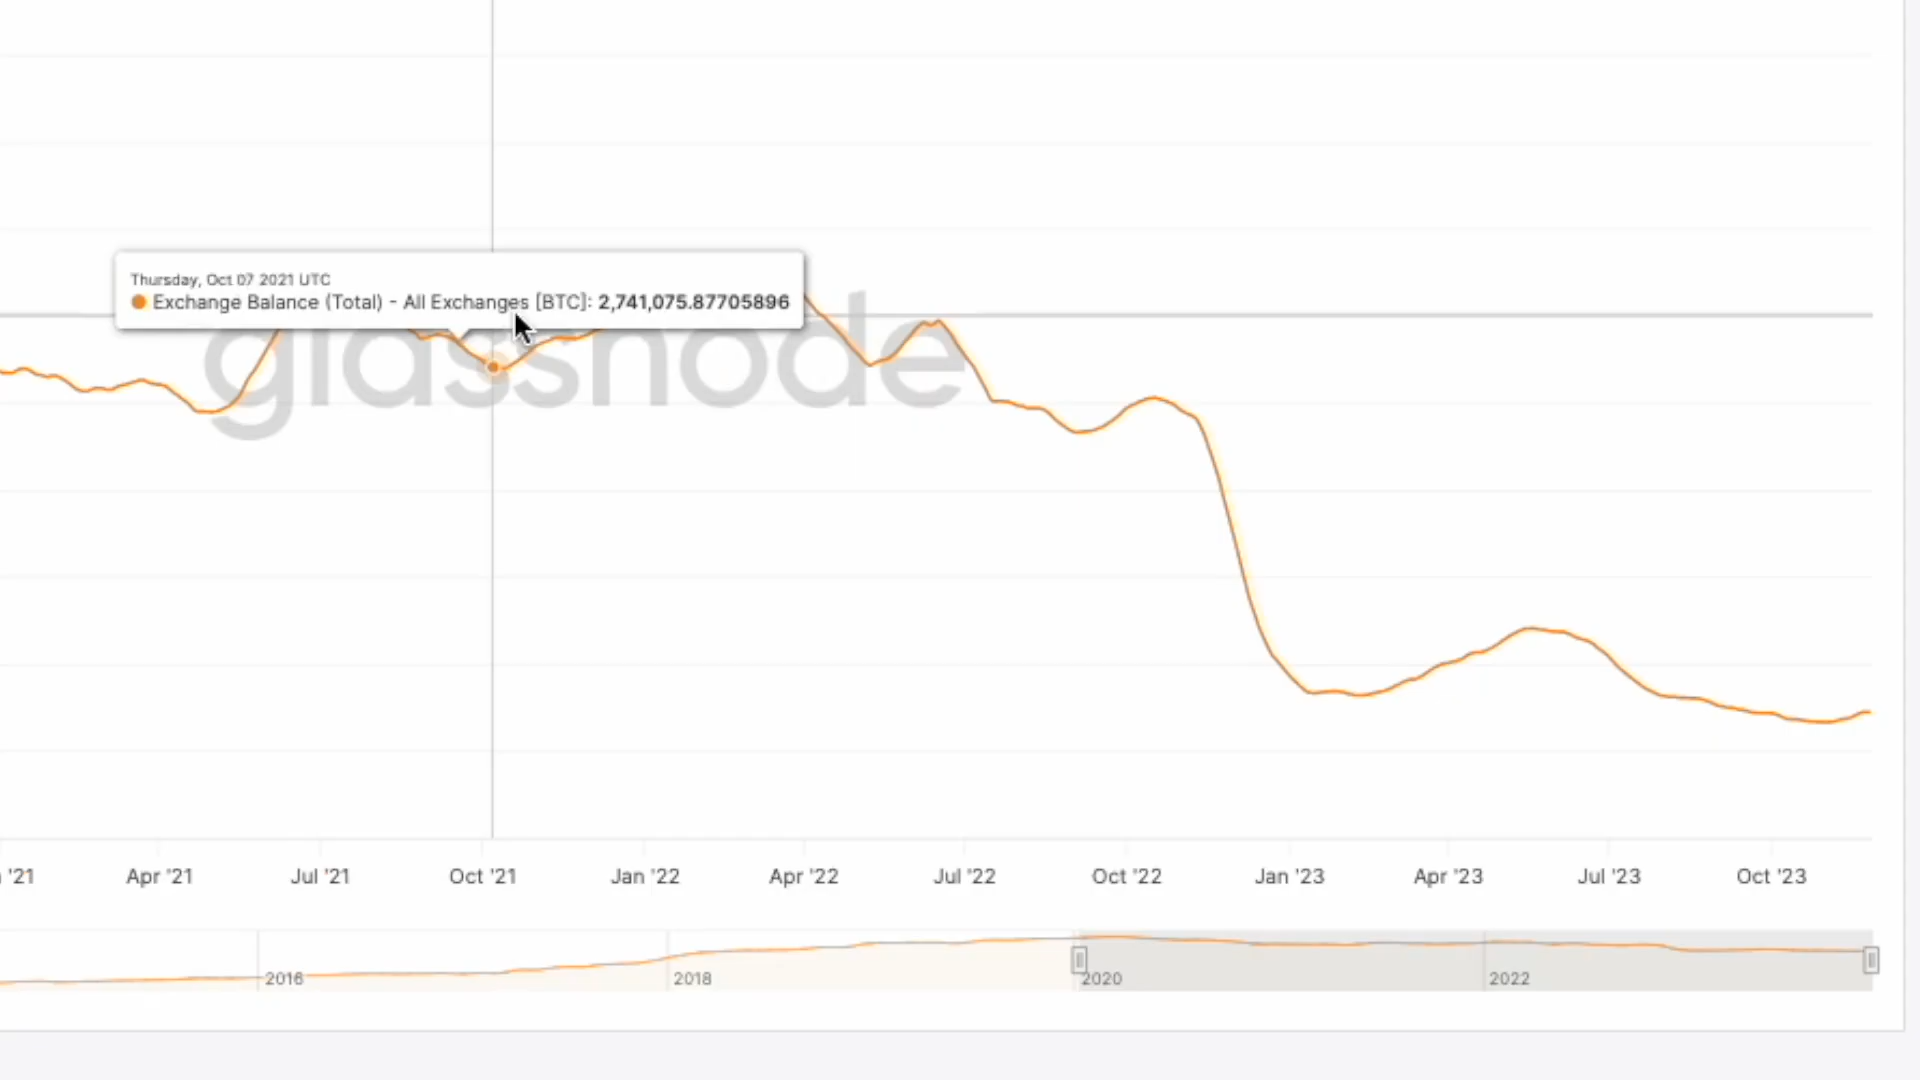 Thursday, Oct 07 2021 UTC
Exchange Balance (Total) - All Exchanges [BTC]: 2,741,075.87705896
glassnode
'21 Apr '21 Jul '21 Oct '21 Jan '22 Apr '22 Jul '22 Oct '22 Jan '23 Apr '23 Jul '23 Oct '23
2016 2018 2020 2022